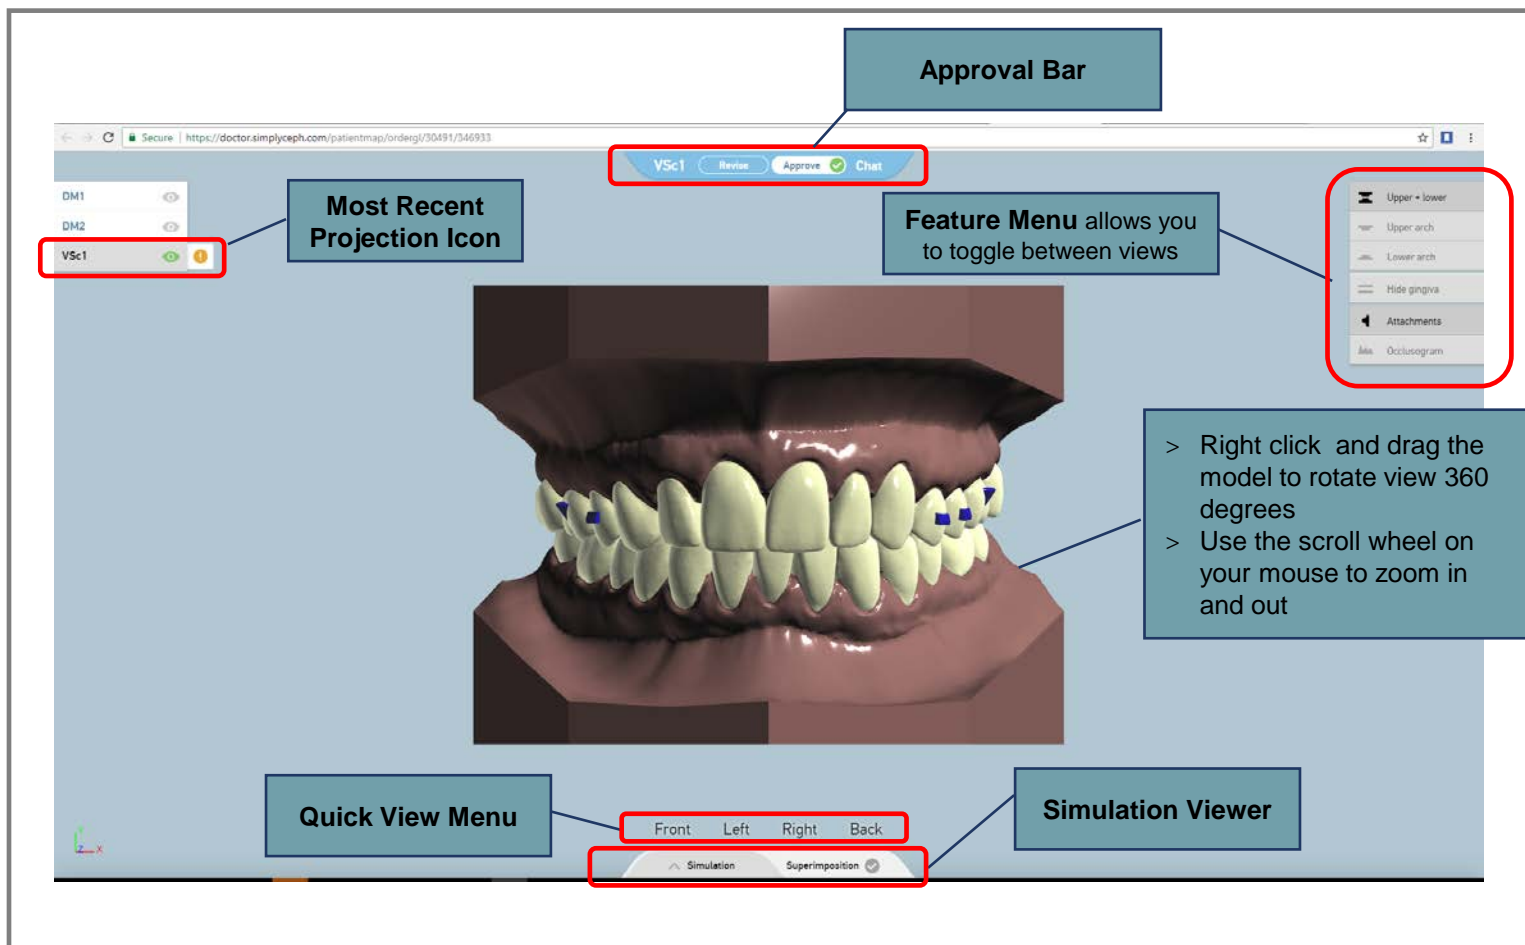 Approval Bar
Secure | https://doctor.simplyceph.com/patientmap/ordergl/30491/346933
VSc1 Revise Approve Chat
DM1
DM2
VSc1
Most Recent
Projection Icon
Feature Menu allows you
to toggle between views
Upper + lower
Upper arch
Lower arch
Hide gingiva
Attachments
Occlusogram
> Right click and drag the
model to rotate view 360
degrees
> Use the scroll wheel on
your mouse to zoom in
and out
Quick View Menu
Simulation Viewer
Front Left Right Back
Simulation Superimposition
Y
Z X